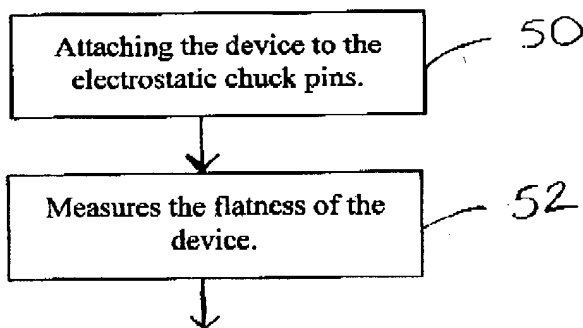 Attaching the device to the
electrostatic chuck pins.
50
Measures the flatness of the
device.
52